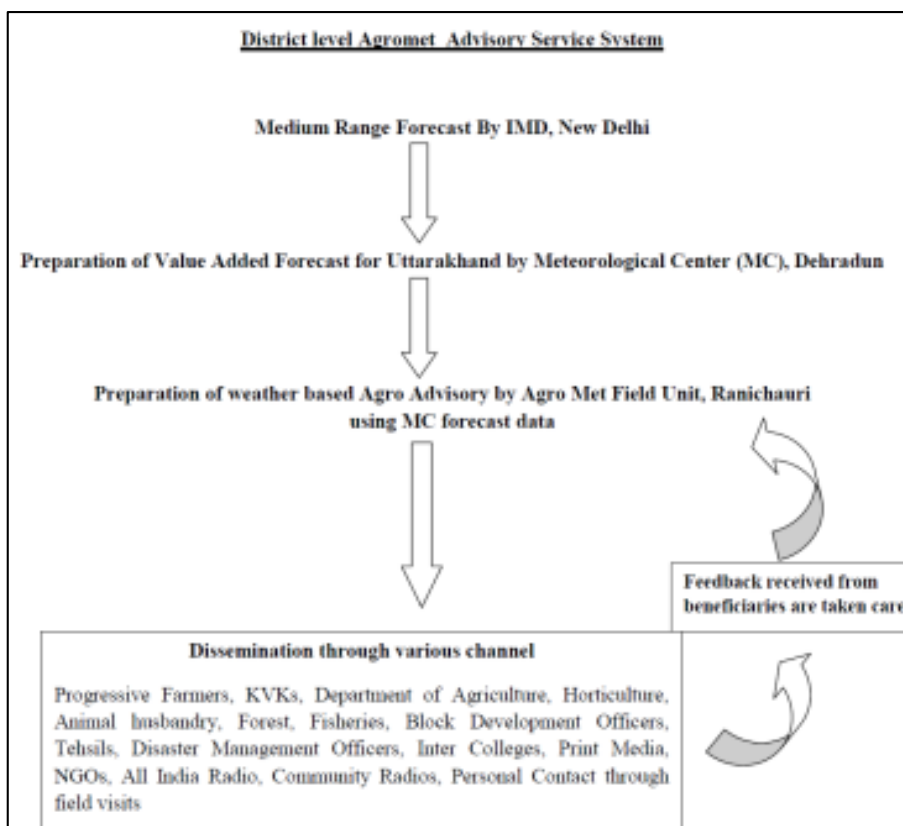 District level Agromet Advisory Service System
Medium Range Forecast By IMD, New Delhi
Preparation of Value Added Forecast for Uttarakhand by Meteorological Center (MC), Dehradun
Preparation of weather based Agro Advisory by Agro Met Field Unit, Ranichauri
using MC forecast data
Feedback received from
beneficiaries are taken care
Dissemination through various channel
Progressive Farmers, KVKs, Department of Agriculture, Horticulture,
Animal husbandry, Forest, Fisheries, Block Development Officers,
Tehsils, Disaster Management Officers, Inter Colleges, Print Media,
NGOs, All India Radio, Community Radios, Personal Contact through
field visits